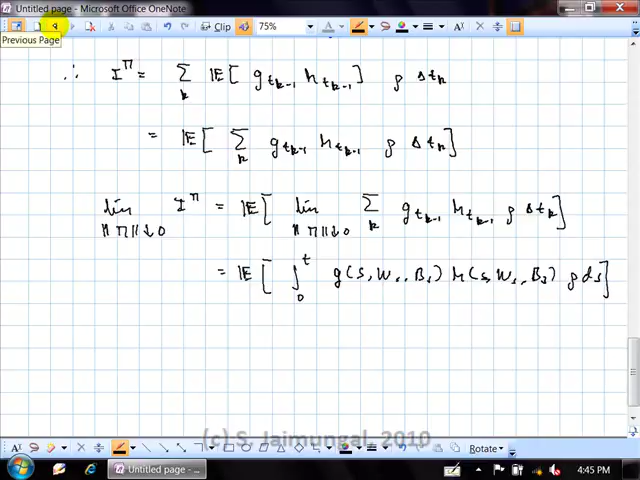 Untitled page - Microsoft Office OneNote
75% Clip
Previous Page
∴ I^Π = Σ_k 𝔼[ g_{t_{k-1}} h_{t_{k-1}} ] ρ Δt_k
= 𝔼[ Σ_k g_{t_{k-1}} h_{t_{k-1}} ρ Δt_k ]
lim_{‖Π‖↓0} I^Π = 𝔼[ lim_{‖Π‖↓0} Σ_k g_{t_{k-1}} h_{t_{k-1}} ρ Δt_k ]
= 𝔼[ ∫_0^t g(s, W_s, B_s) h(s, W_s, B_s) ρ ds ]
(c) S. Jaimungal, 2010
Rotate
Untitled page - ...
4:45 PM